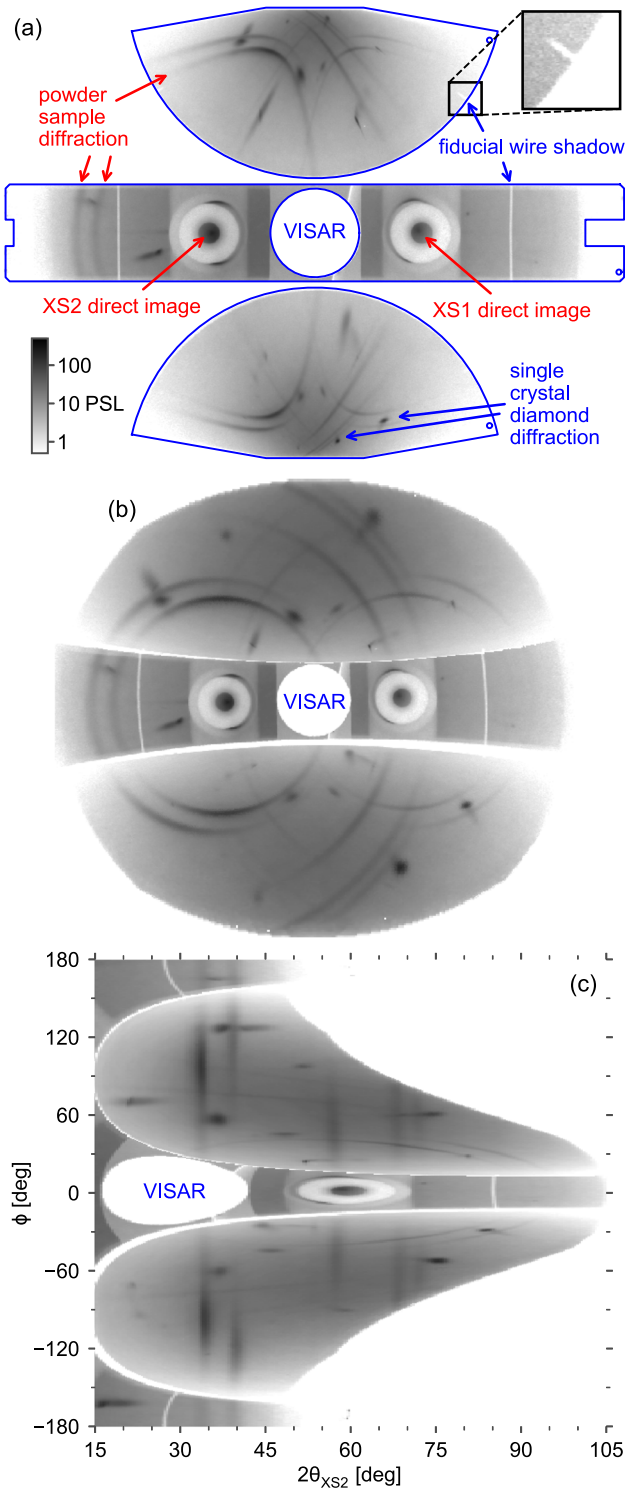 (a)
powder
sample
diffraction
fiducial wire shadow
VISAR
XS2 direct image
XS1 direct image
100
10 PSL
1
single
crystal
diamond
diffraction
(b)
VISAR
180
(c)
120
60
VISAR
0
ϕ [deg]
−60
−120
−180
15 30 45 60 75 90 105
2θXS2 [deg]